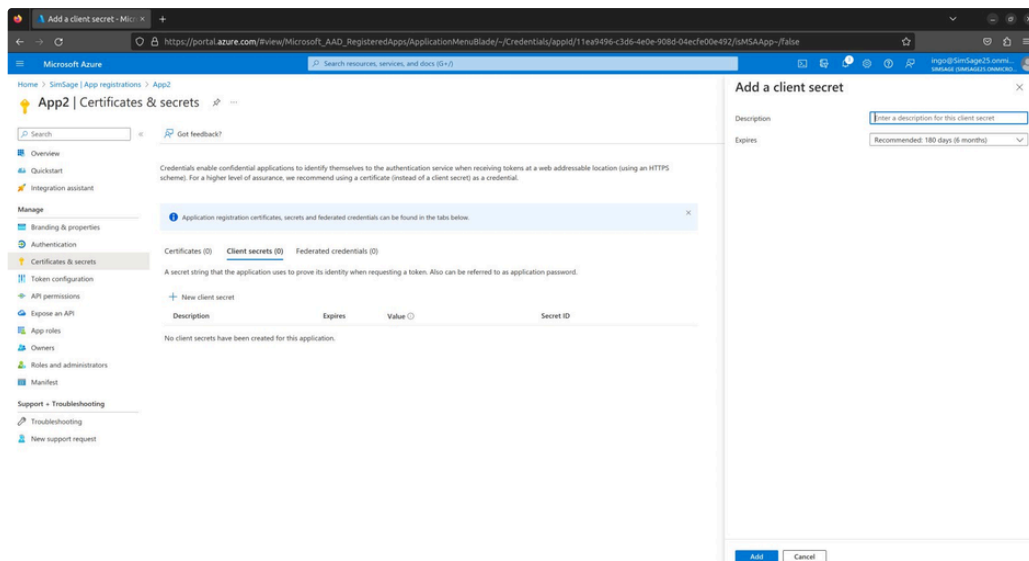 Add a client secret - Micr
https://portal.azure.com/#view/Microsoft_AAD_RegisteredApps/ApplicationMenuBlade/~/Credentials/appId/11ea9496-c3d6-4e0e-908d-04ecfe00e492/isMSAApp~/false
Microsoft Azure
Search resources, services, and docs (G+/)
ingo@SimSage25.onmi...
SIMSAGE (SIMSAGE25.ONMICRO...
Home > SimSage | App registrations > App2
App2 | Certificates & secrets
Search
Got feedback?
Overview
Quickstart
Integration assistant
Manage
Branding & properties
Authentication
Certificates & secrets
Token configuration
API permissions
Expose an API
App roles
Owners
Roles and administrators
Manifest
Support + Troubleshooting
Troubleshooting
New support request
Credentials enable confidential applications to identify themselves to the authentication service when receiving tokens at a web addressable location (using an HTTPS
scheme). For a higher level of assurance, we recommend using a certificate (instead of a client secret) as a credential.
Application registration certificates, secrets and federated credentials can be found in the tabs below.
Certificates (0) Client secrets (0) Federated credentials (0)
A secret string that the application uses to prove its identity when requesting a token. Also can be referred to as application password.
New client secret
Description Expires Value Secret ID
No client secrets have been created for this application.
Add a client secret
Description Enter a description for this client secret
Expires Recommended: 180 days (6 months)
Add Cancel